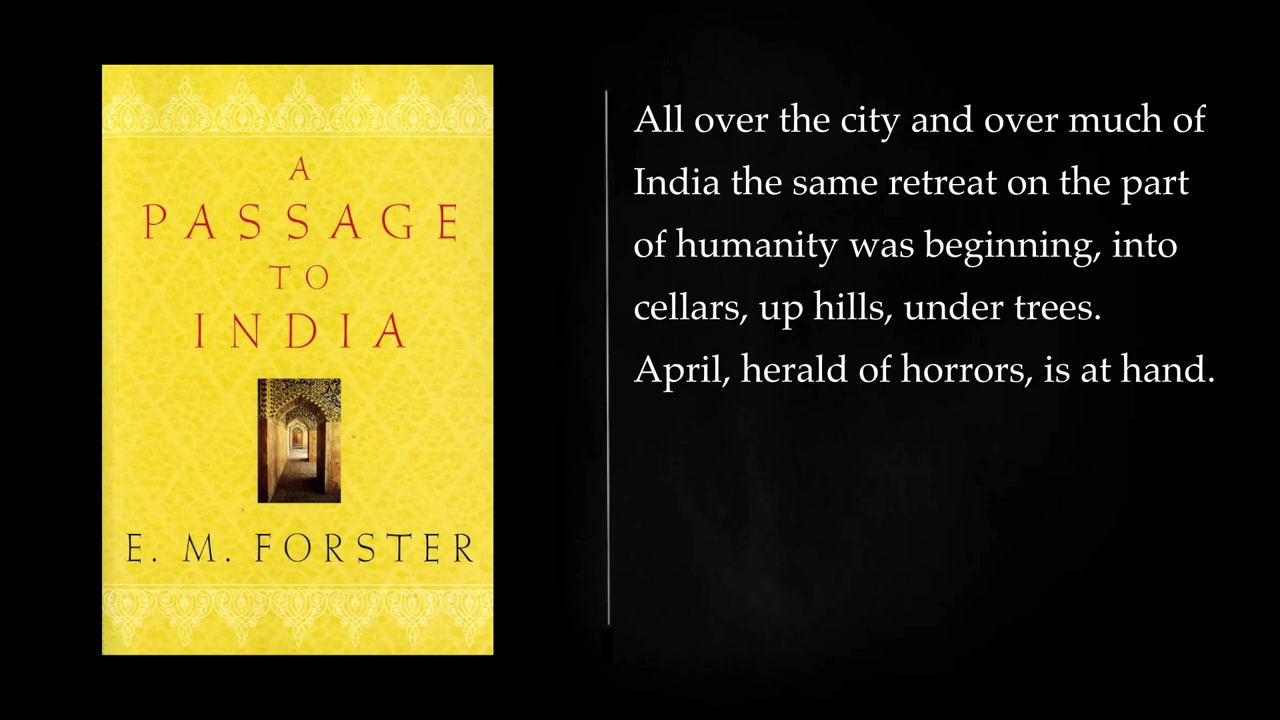 A
PASSAGE
TO
INDIA
E. M. FORSTER
All over the city and over much of
India the same retreat on the part
of humanity was beginning, into
cellars, up hills, under trees.
April, herald of horrors, is at hand.